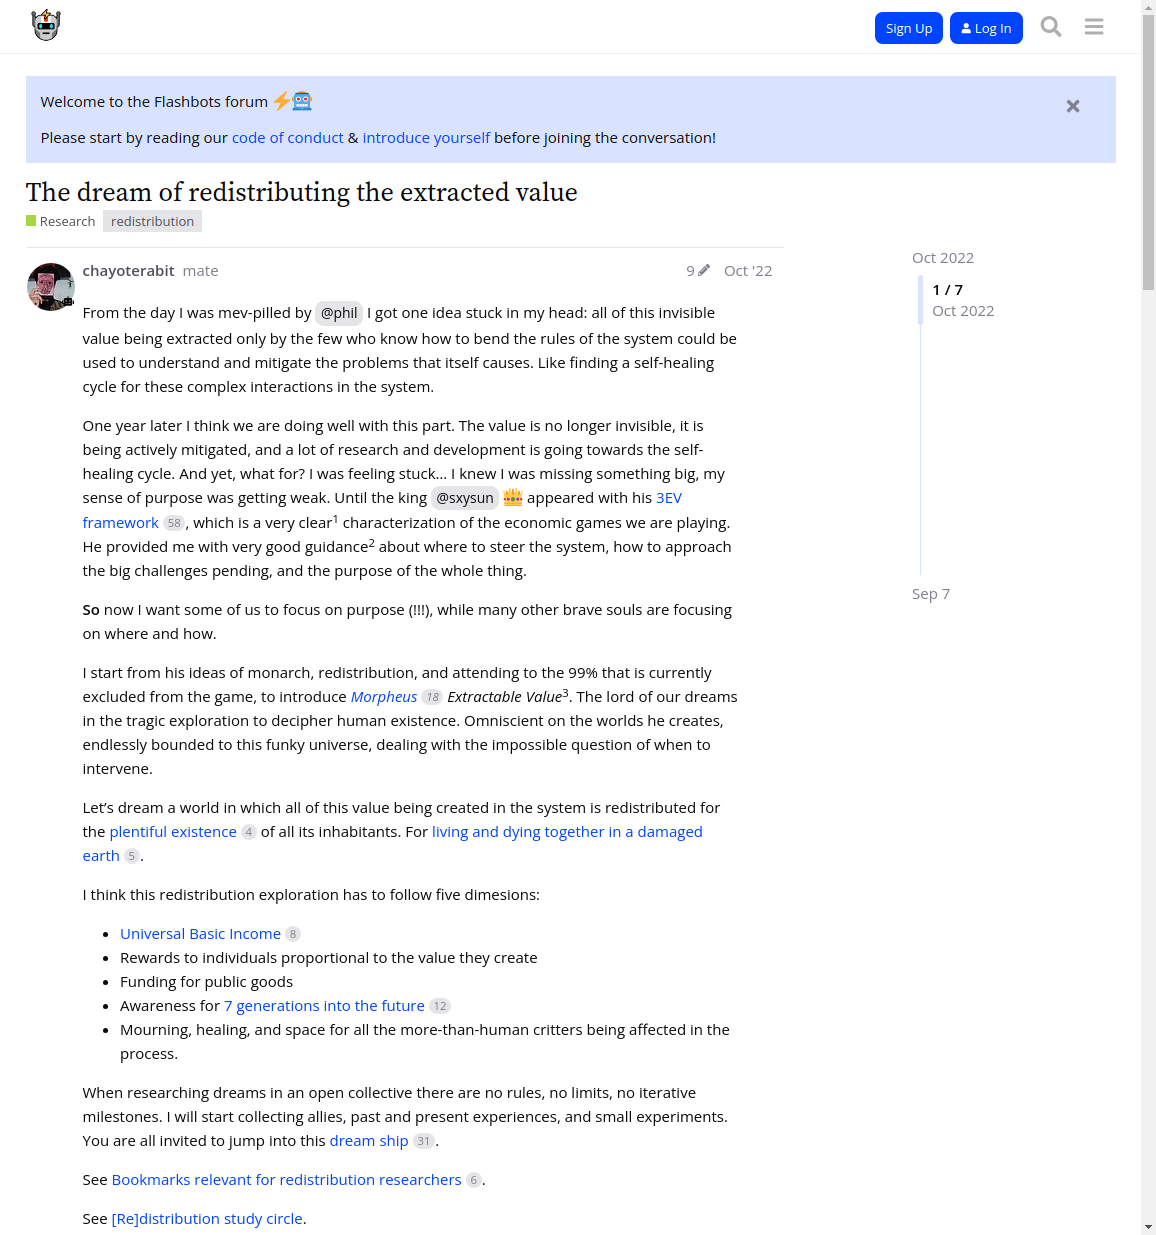 Sign Up
Log In
Welcome to the Flashbots forum
Please start by reading our code of conduct & introduce yourself before joining the conversation!
The dream of redistributing the extracted value
Research redistribution
chayoterabit mate 9 Oct '22
From the day I was mev-pilled by @phil I got one idea stuck in my head: all of this invisible
value being extracted only by the few who know how to bend the rules of the system could be
used to understand and mitigate the problems that itself causes. Like finding a self-healing
cycle for these complex interactions in the system.
One year later I think we are doing well with this part. The value is no longer invisible, it is
being actively mitigated, and a lot of research and development is going towards the self-
healing cycle. And yet, what for? I was feeling stuck… I knew I was missing something big, my
sense of purpose was getting weak. Until the king @sxysun appeared with his 3EV
framework 58 , which is a very clear1 characterization of the economic games we are playing.
He provided me with very good guidance2 about where to steer the system, how to approach
the big challenges pending, and the purpose of the whole thing.
So now I want some of us to focus on purpose (!!!), while many other brave souls are focusing
on where and how.
I start from his ideas of monarch, redistribution, and attending to the 99% that is currently
excluded from the game, to introduce Morpheus 18 Extractable Value3. The lord of our dreams
in the tragic exploration to decipher human existence. Omniscient on the worlds he creates,
endlessly bounded to this funky universe, dealing with the impossible question of when to
intervene.
Let’s dream a world in which all of this value being created in the system is redistributed for
the plentiful existence 4 of all its inhabitants. For living and dying together in a damaged
earth 5 .
I think this redistribution exploration has to follow five dimesions:
Universal Basic Income 8
Rewards to individuals proportional to the value they create
Funding for public goods
Awareness for 7 generations into the future 12
Mourning, healing, and space for all the more-than-human critters being affected in the
process.
When researching dreams in an open collective there are no rules, no limits, no iterative
milestones. I will start collecting allies, past and present experiences, and small experiments.
You are all invited to jump into this dream ship 31 .
See Bookmarks relevant for redistribution researchers 6 .
See [Re]distribution study circle.
Oct 2022
1 / 7
Oct 2022
Sep 7